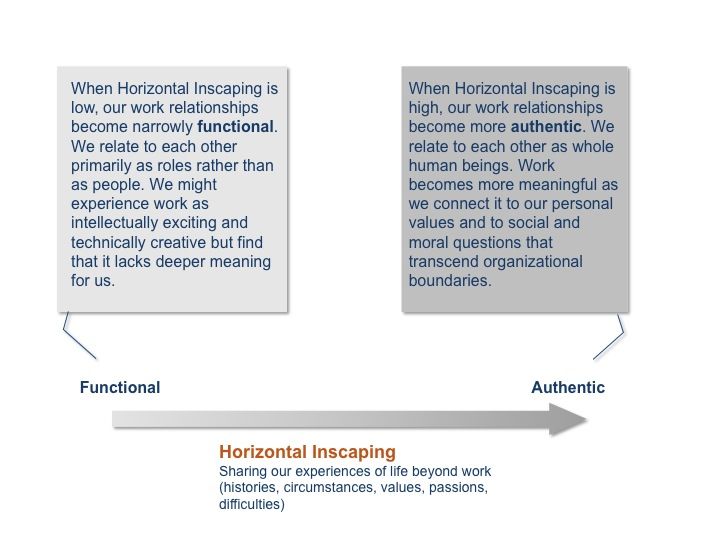 When Horizontal Inscaping is
low, our work relationships
become narrowly functional.
We relate to each other
primarily as roles rather than
as people. We might
experience work as
intellectually exciting and
technically creative but find
that it lacks deeper meaning
for us.
When Horizontal Inscaping is
high, our work relationships
become more authentic. We
relate to each other as whole
human beings. Work
becomes more meaningful as
we connect it to our personal
values and to social and
moral questions that
transcend organizational
boundaries.
Functional
Authentic
Horizontal Inscaping
Sharing our experiences of life beyond work
(histories, circumstances, values, passions,
difficulties)